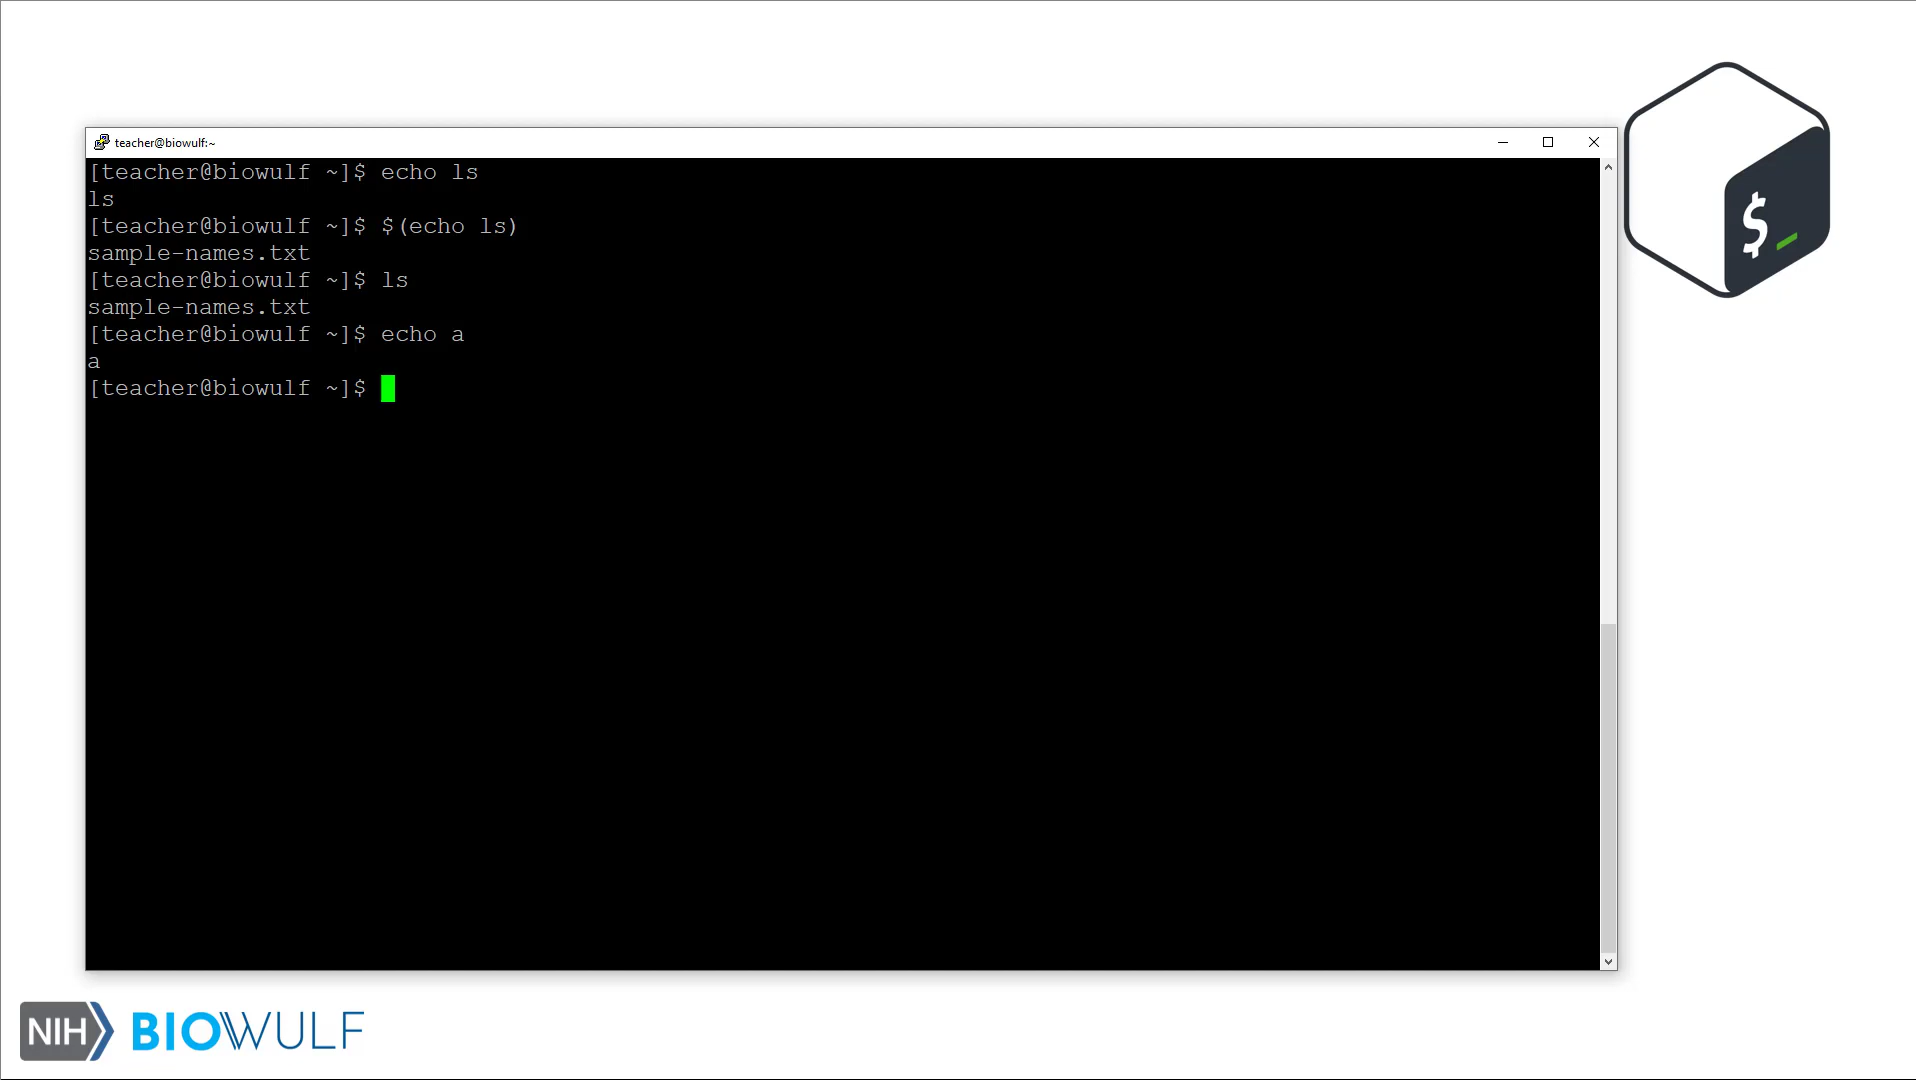 teacher@biowulf:~
[teacher@biowulf ~]$ echo ls
ls
[teacher@biowulf ~]$ $(echo ls)
sample-names.txt
[teacher@biowulf ~]$ ls
sample-names.txt
[teacher@biowulf ~]$ echo a
a
[teacher@biowulf ~]$
$_
NIH BIOWULF